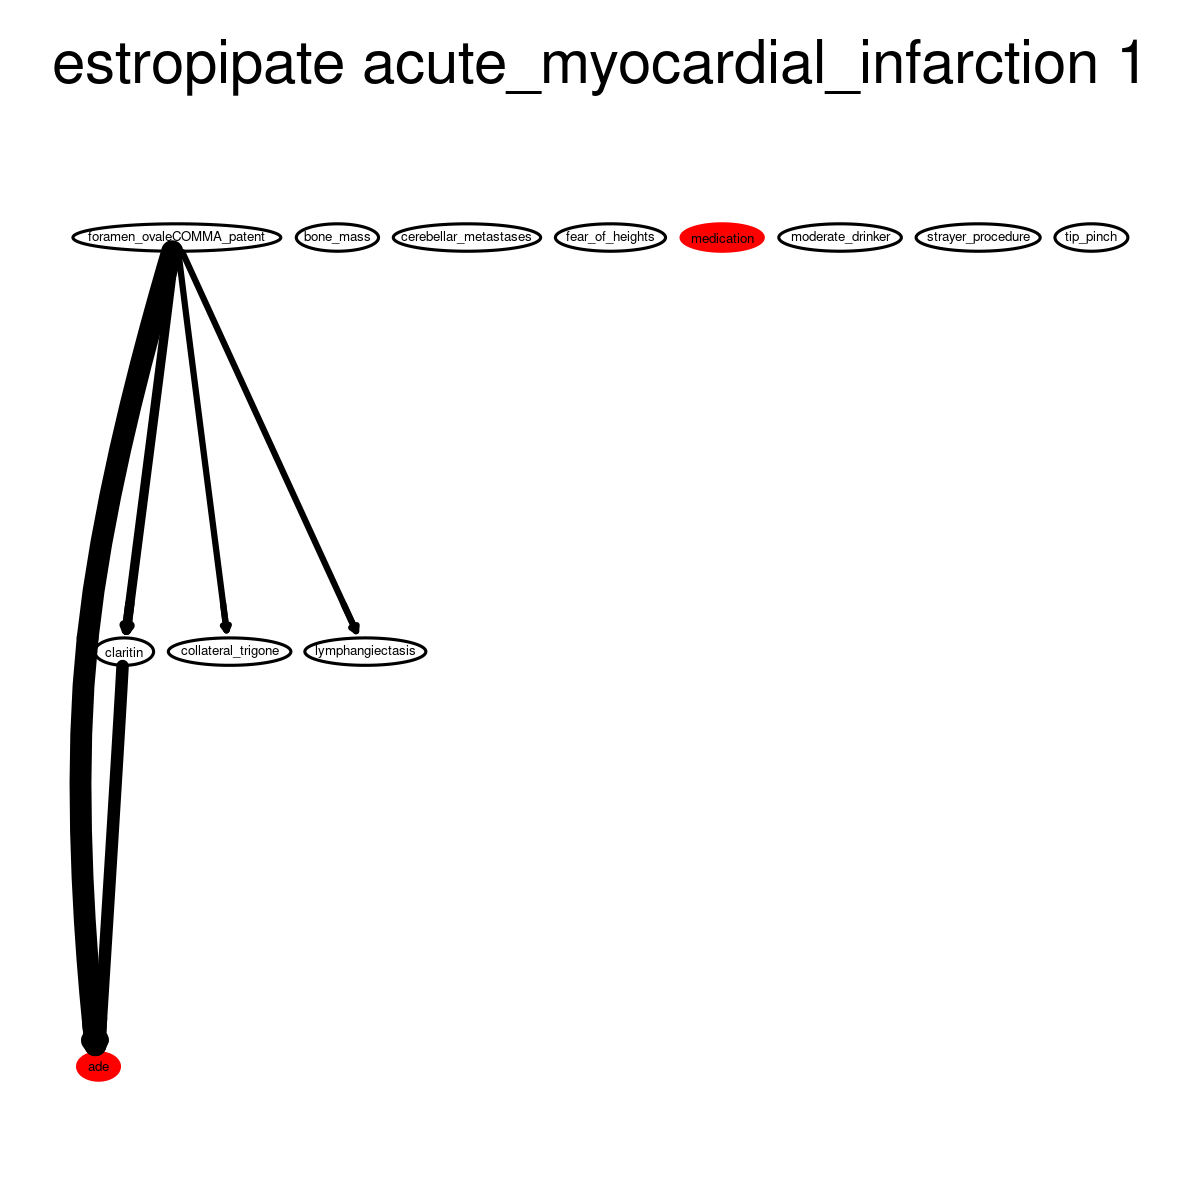 estropipate acute_myocardial_infarction 1
foramen_ovaleCOMMA_patent bone_mass cerebellar_metastases fear_of_heights medication moderate_drinker strayer_procedure tip_pinch
claritin collateral_trigone lymphangiectasis
ade